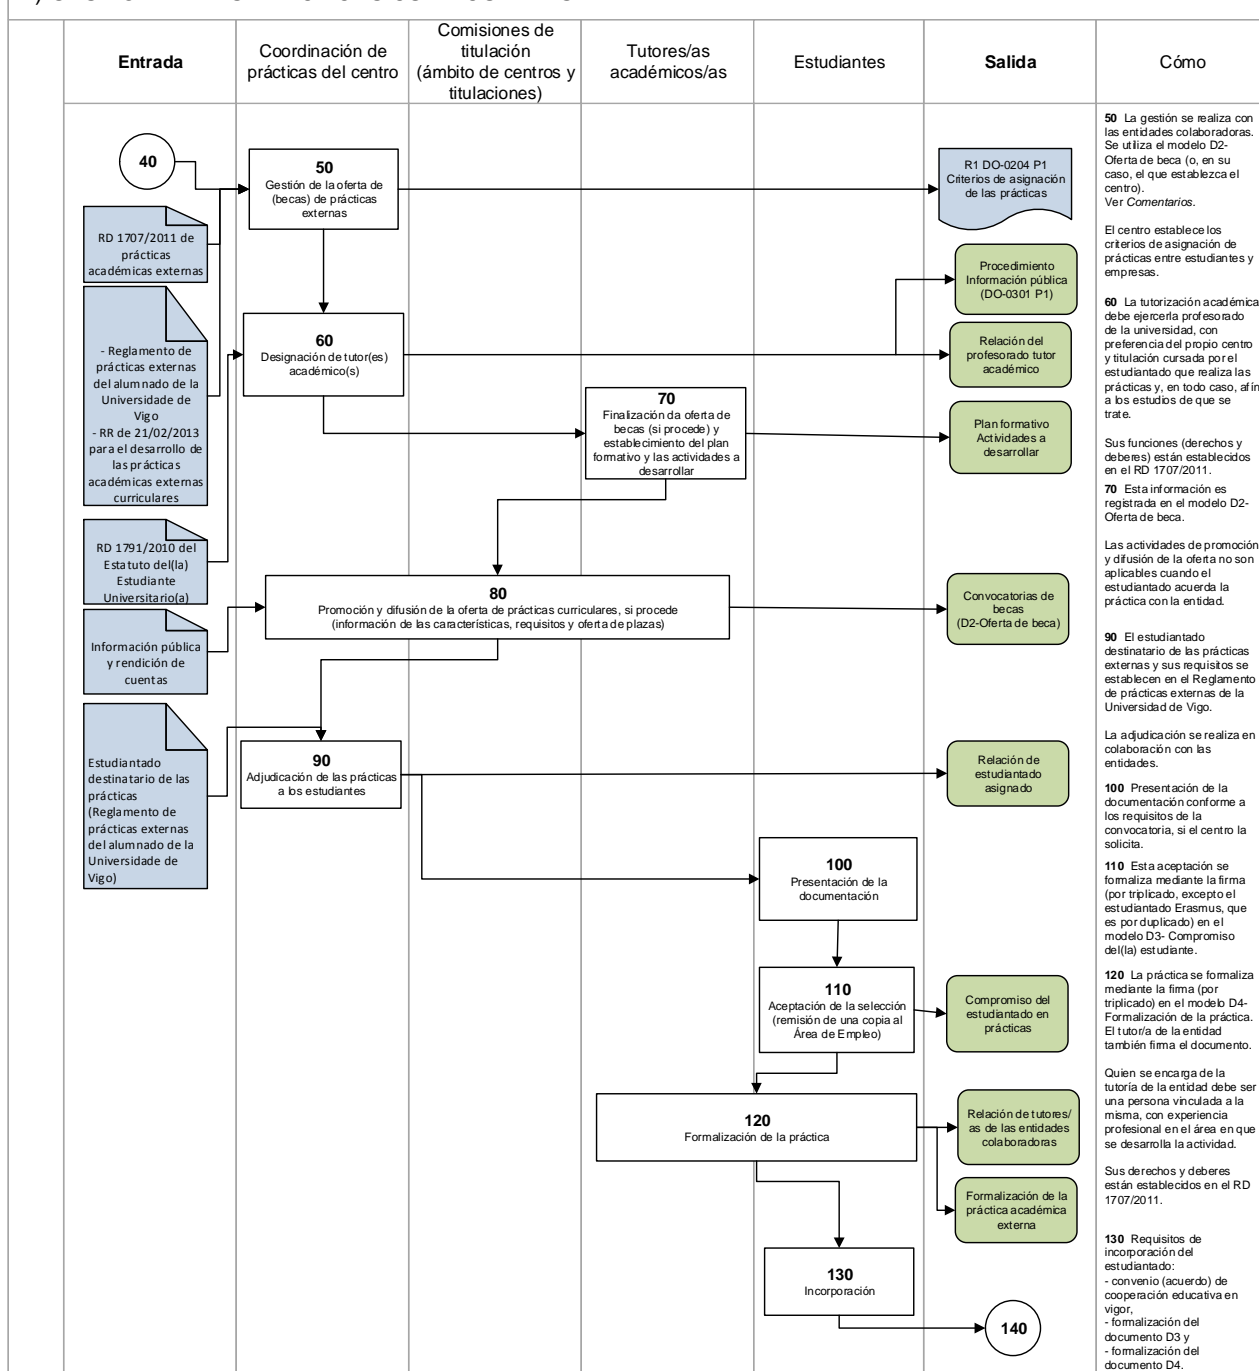 Entrada
Coordinación de
prácticas del centro
Comisiones de
titulación
(ámbito de centros y
titulaciones)
Tutores/as
académicos/as
Estudiantes
Salida
Cómo
40
50
Gestión de la oferta de
(becas) de prácticas
externas
R1 DO-0204 P1
Criterios de asignación
de las prácticas
RD 1707/2011 de
prácticas
académicas externas
Procedimiento
Información pública
(DO-0301 P1)
- Reglamento de
prácticas externas
del alumnado de la
Universidade de
Vigo
- RR de 21/02/2013
para el desarrollo de
las prácticas
académicas externas
curriculares
60
Designación de tutor(es)
académico(s)
Relación del
profesorado tutor
académico
70
Finalización da oferta de
becas (si procede) y
establecimiento del plan
formativo y las actividades a
desarrollar
Plan formativo
Actividades a
desarrollar
RD 1791/2010 del
Estatuto del(la)
Estudiante
Universitario(a)
80
Promoción y difusión de la oferta de prácticas curriculares, si procede
(información de las características, requisitos y oferta de plazas)
Convocatorias de
becas
(D2-Oferta de beca)
Información pública
y rendición de
cuentas
Estudiantado
destinatario de las
prácticas
(Reglamento de
prácticas externas
del alumnado de la
Universidade de
Vigo)
90
Adjudicación de las prácticas
a los estudiantes
Relación de
estudiantado
asignado
100
Presentación de la
documentación
110
Aceptación de la selección
(remisión de una copia al
Área de Empleo)
Compromiso del
estudiantado en
prácticas
120
Formalización de la práctica
Relación de tutores/
as de las entidades
colaboradoras
Formalización de la
práctica académica
externa
130
Incorporación
140
50 La gestión se realiza con
las entidades colaboradoras.
Se utiliza el modelo D2-
Oferta de beca (o, en su
caso, el que establezca el
centro).
Ver Comentarios.
El centro establece los
criterios de asignación de
prácticas entre estudiantes y
empresas.
60 La tutorización académica
debe ejercerla profesorado
de la universidad, con
preferencia del propio centro
y titulación cursada por el
estudiantado que realiza las
prácticas y, en todo caso, afín
a los estudios de que se
trate.
Sus funciones (derechos y
deberes) están establecidos
en el RD 1707/2011.
70 Esta información es
registrada en el modelo D2-
Oferta de beca.
Las actividades de promoción
y difusión de la oferta no son
aplicables cuando el
estudiantado acuerda la
práctica con la entidad.
90 El estudiantado
destinatario de las prácticas
externas y sus requisitos se
establecen en el Reglamento
de prácticas externas de la
Universidad de Vigo.
La adjudicación se realiza en
colaboración con las
entidades.
100 Presentación de la
documentación conforme a
los requisitos de la
convocatoria, si el centro la
solicita.
110 Esta aceptación se
formaliza mediante la firma
(por triplicado, excepto el
estudiantado Erasmus, que
es por duplicado) en el
modelo D3- Compromiso
del(la) estudiante.
120 La práctica se formaliza
mediante la firma (por
triplicado) en el modelo D4-
Formalización de la práctica.
El tutor/a de la entidad
también firma el documento.
Quien se encarga de la
tutoría de la entidad debe ser
una persona vinculada a la
misma, con experiencia
profesional en el área en que
se desarrolla la actividad.
Sus derechos y deberes
están establecidos en el RD
1707/2011.
130 Requisitos de
incorporación del
estudiantado:
- convenio (acuerdo) de
cooperación educativa en
vigor,
- formalización del
documento D3 y
- formalización del
documento D4.